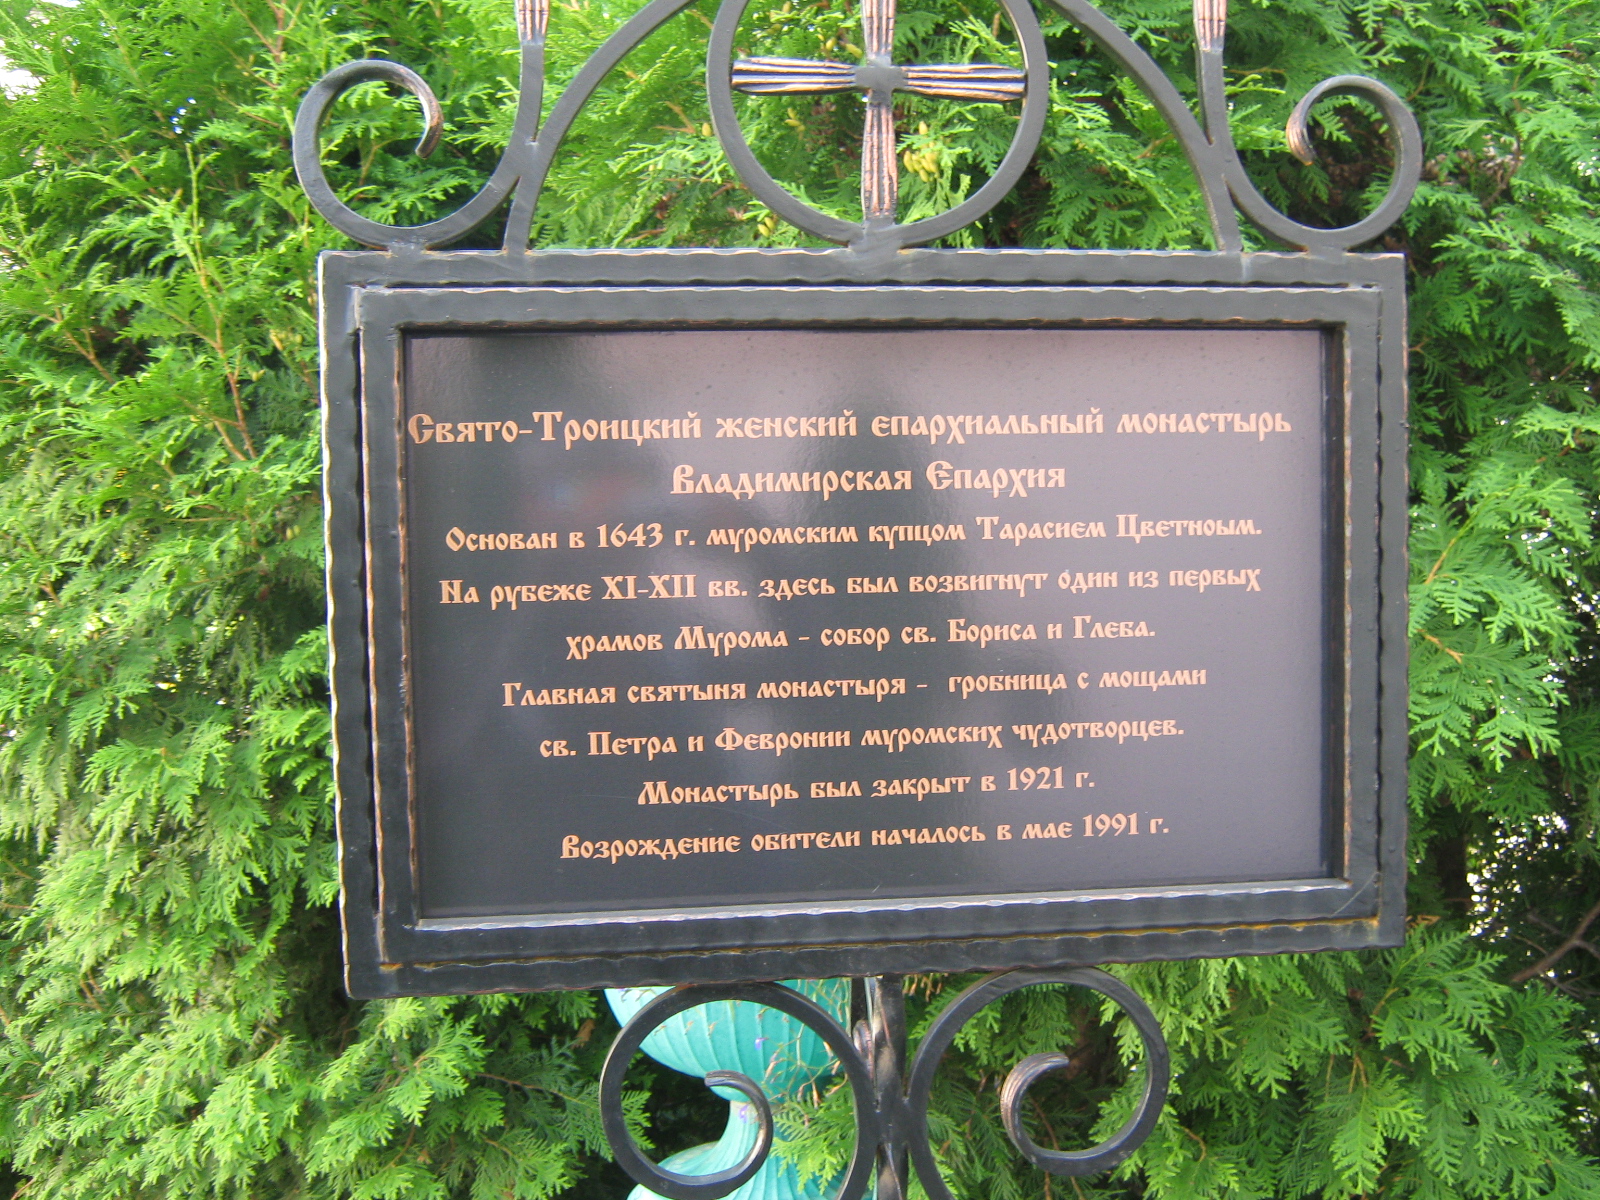 Свято-Троицкий женский епархиальный монастырь
Владимирская Епархия
Основан в 1643 г. муромским купцом Тарасием Цветноым.
На рубеже XI-XII вв. здесь был возвигнут один из первых
храмов Мурома - собор св. Бориса и Глеба.
Главная святыня монастыря - гробница с мощами
св. Петра и Февронии муромских чудотворцев.
Монастырь был закрыт в 1921 г.
Возрождение обители началось в мае 1991 г.